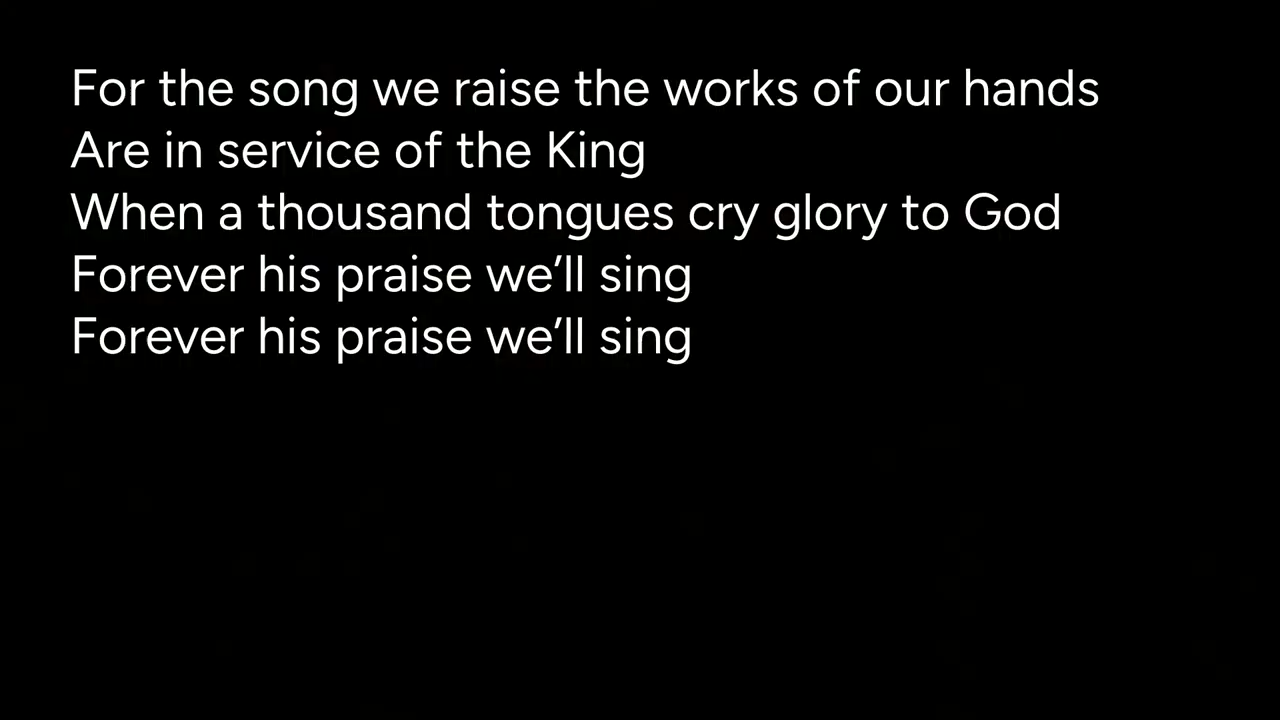 For the song we raise the works of our hands
Are in service of the King
When a thousand tongues cry glory to God
Forever his praise we’ll sing
Forever his praise we’ll sing